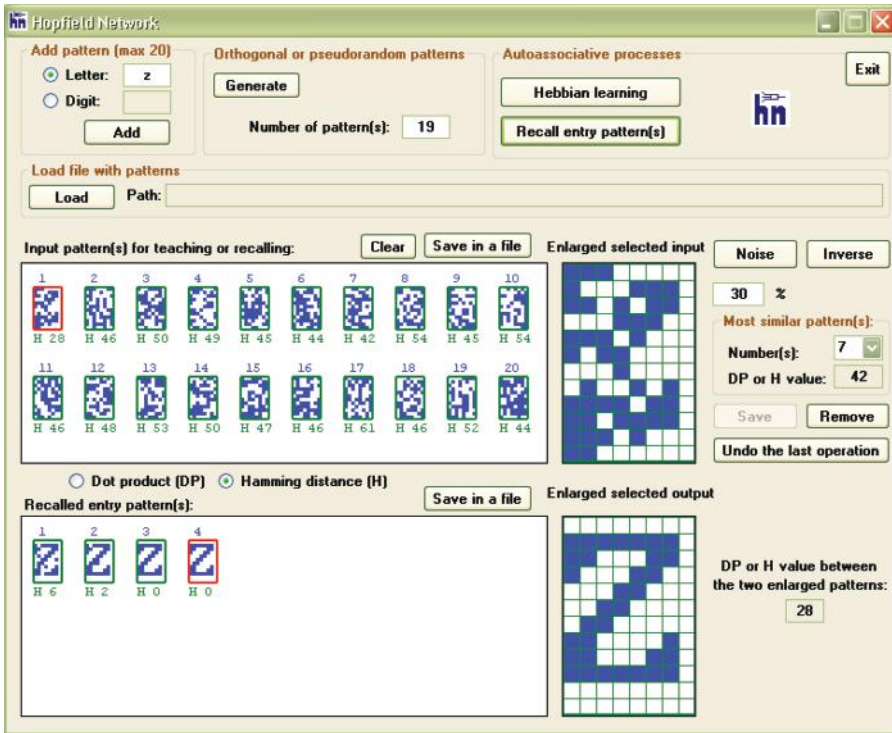 hn Hopfield Network
Add pattern (max 20)
Letter: z
Digit:
Add
Orthogonal or pseudorandom patterns
Generate
Number of pattern(s): 19
Autoassociative processes
Hebbian learning
Recall entry pattern(s)
hn
Exit
Load file with patterns
Load Path:
Input pattern(s) for teaching or recalling: Clear Save in a file
1 2 3 4 5 6 7 8 9 10
H 28 H 46 H 50 H 49 H 45 H 44 H 42 H 54 H 45 H 54
11 12 13 14 15 16 17 18 19 20
H 46 H 48 H 53 H 50 H 47 H 46 H 61 H 46 H 52 H 44
Enlarged selected input
Noise Inverse
30 %
Most similar pattern(s):
Number(s): 7
DP or H value: 42
Save Remove
Undo the last operation
Dot product (DP) Hamming distance (H)
Recalled entry pattern(s): Save in a file
1 2 3 4
Z Z Z Z
H 6 H 2 H 0 H 0
Enlarged selected output
Z
DP or H value between
the two enlarged patterns:
28